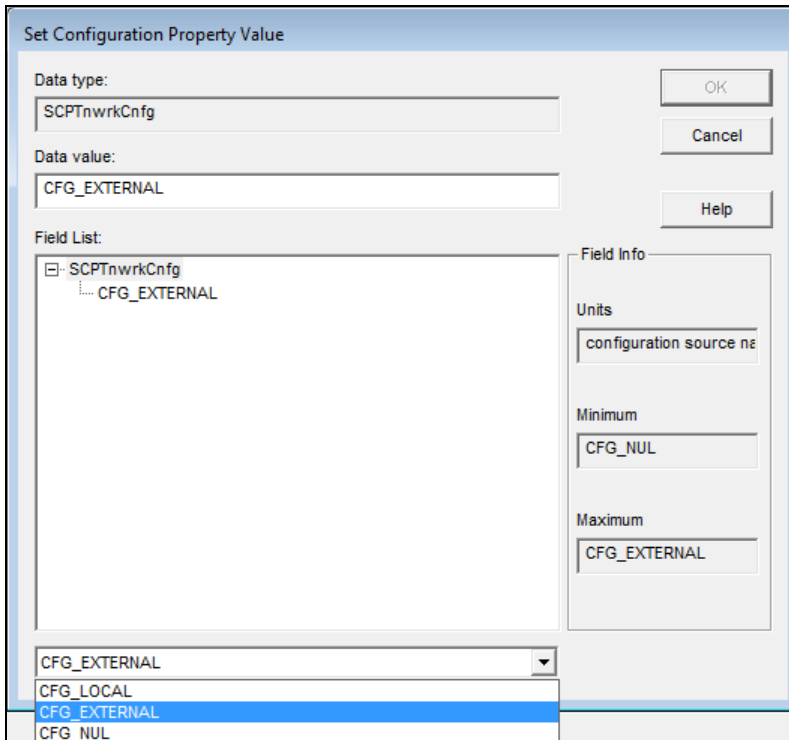 Set Configuration Property Value
Data type:
SCPTnwrkCnfg
OK
Cancel
Data value:
CFG_EXTERNAL
Help
Field List:
SCPTnwrkCnfg
CFG_EXTERNAL
Field Info
Units
configuration source na
Minimum
CFG_NUL
Maximum
CFG_EXTERNAL
CFG_EXTERNAL
CFG_LOCAL
CFG_EXTERNAL
CFG_NUL